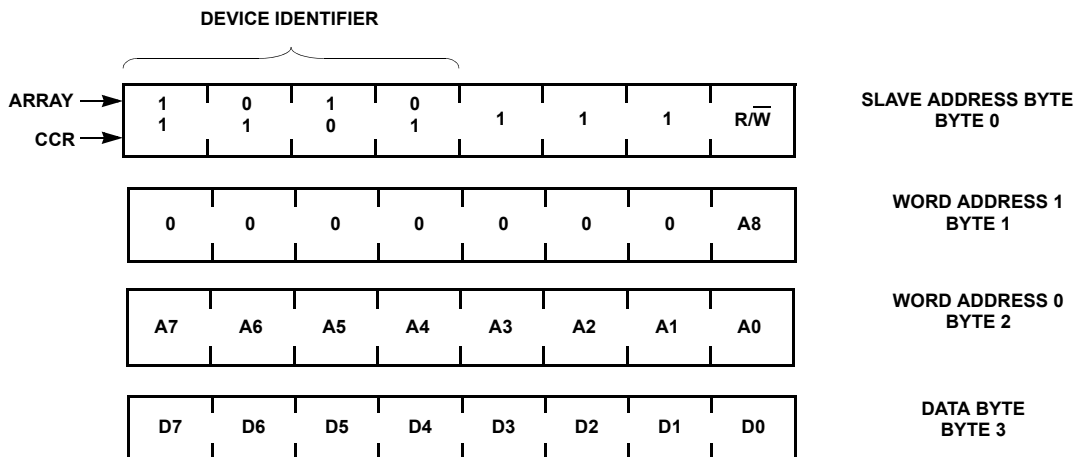 DEVICE IDENTIFIER
ARRAY
CCR
1 0 1 0
1 1 0 1
1 1 1 R/W̅
SLAVE ADDRESS BYTE
BYTE 0
0 0 0 0 0 0 0 A8
WORD ADDRESS 1
BYTE 1
A7 A6 A5 A4 A3 A2 A1 A0
WORD ADDRESS 0
BYTE 2
D7 D6 D5 D4 D3 D2 D1 D0
DATA BYTE
BYTE 3